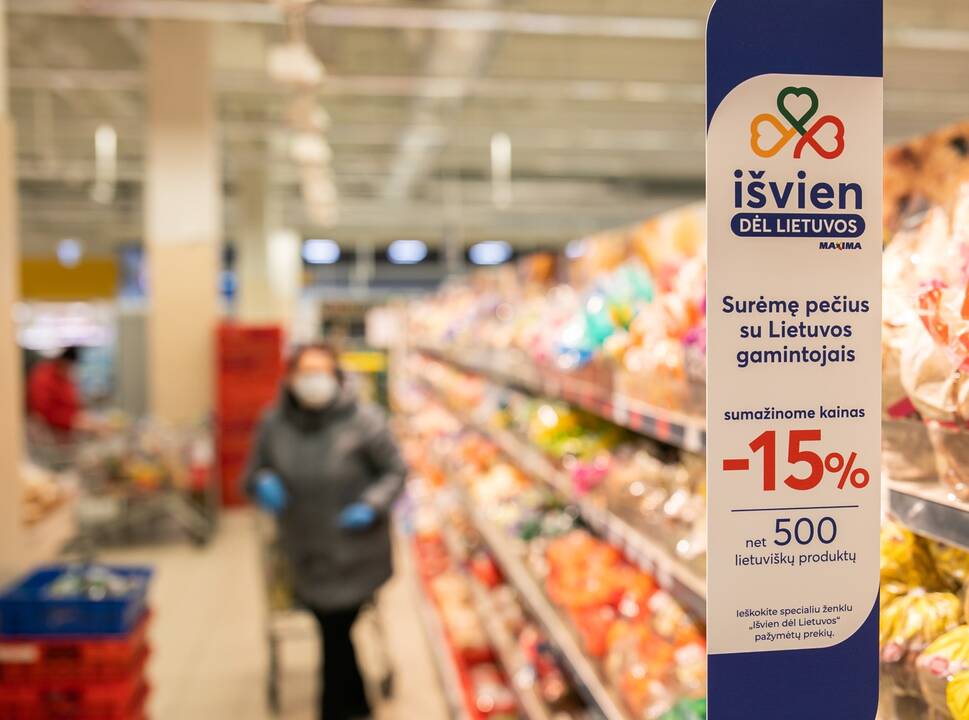 išvien
DĖL LIETUVOS
MAXIMA
Surėmę pečius
su Lietuvos
gamintojais
sumažinome kainas
-15%
net 500
lietuviškų produktų
Ieškokite specialiu ženklu
„Išvien dėl Lietuvos"
pažymėtų prekių.